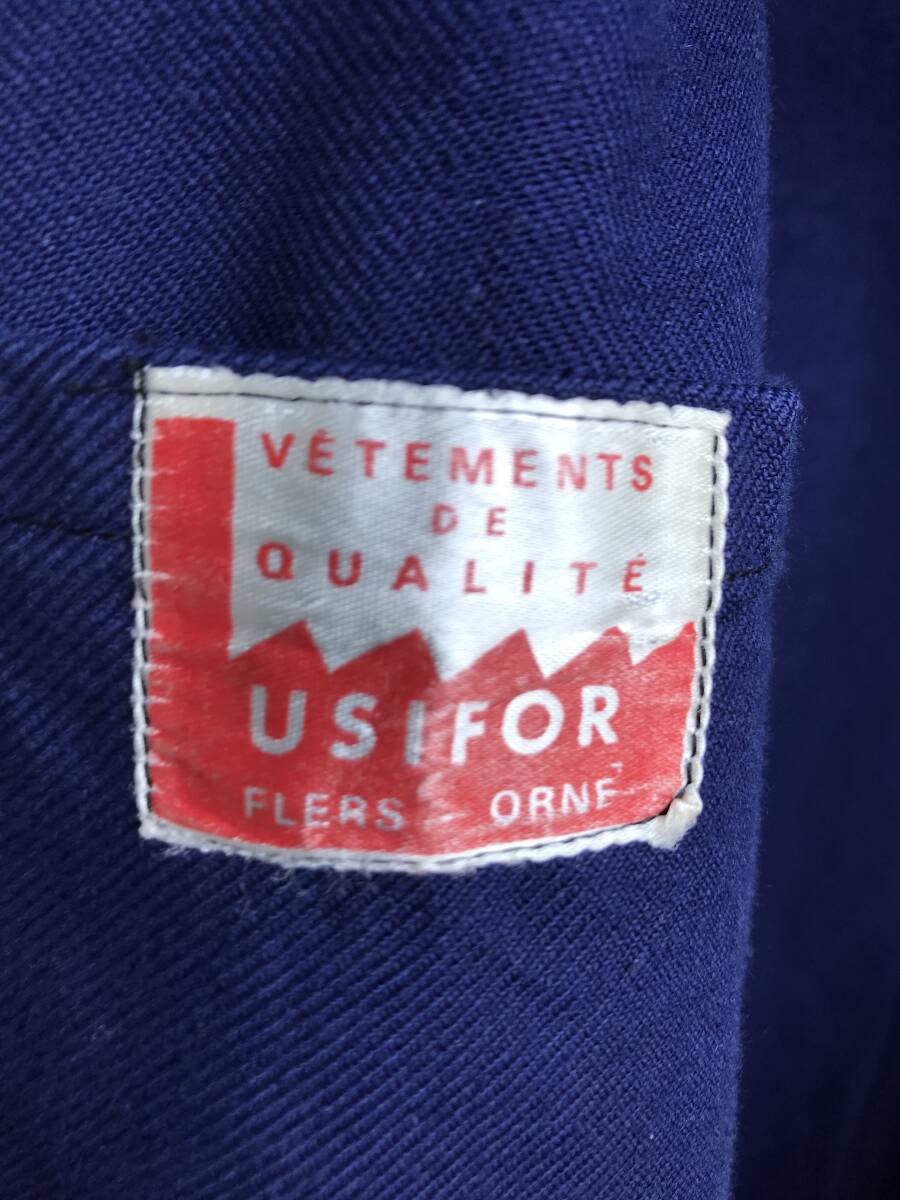 VÊTEMENTS
DE
QUALITÉ
USIFOR
FLERS ORNE